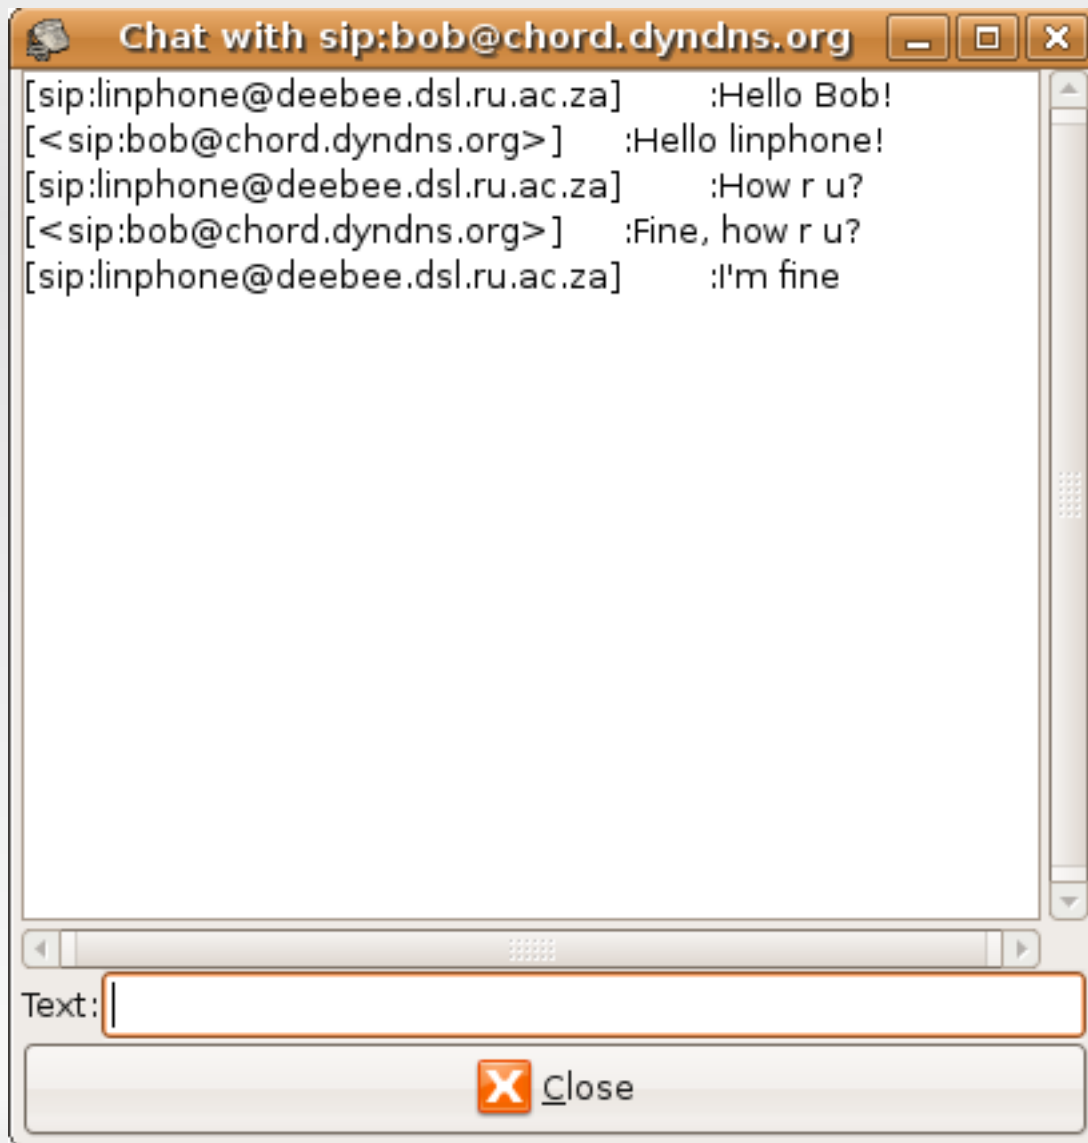 Chat with sip:bob@chord.dyndns.org
[sip:linphone@deebee.dsl.ru.ac.za] :Hello Bob!
[<sip:bob@chord.dyndns.org>] :Hello linphone!
[sip:linphone@deebee.dsl.ru.ac.za] :How r u?
[<sip:bob@chord.dyndns.org>] :Fine, how r u?
[sip:linphone@deebee.dsl.ru.ac.za] :I'm fine
Text:
Close